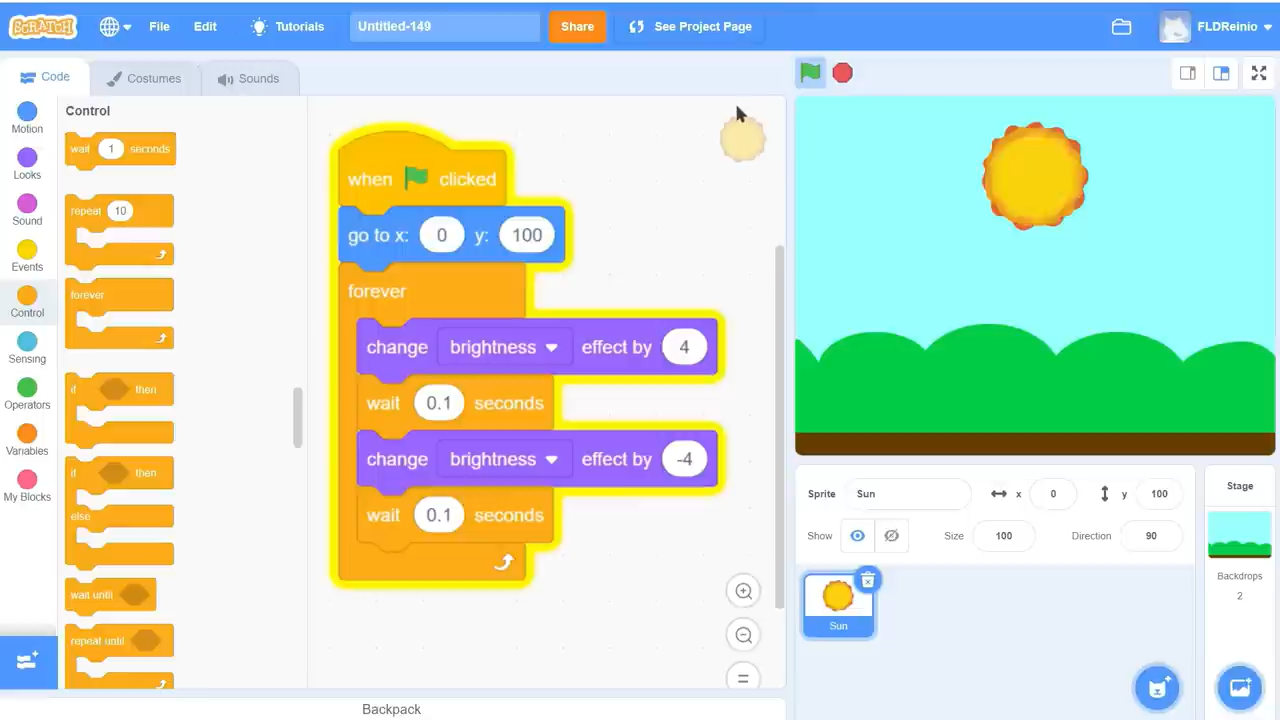 SCRATCH File Edit Tutorials Untitled-149 Share See Project Page FLDReinio
Code Costumes Sounds
Motion
Looks
Sound
Events
Control
Sensing
Operators
Variables
My Blocks
Control
wait 1 seconds
repeat 10
forever
if then
if then
else
wait until
repeat until
when clicked
go to x: 0 y: 100
forever
change brightness effect by 4
wait 0.1 seconds
change brightness effect by -4
wait 0.1 seconds
Backpack
Sprite Sun x 0 y 100
Show Size 100 Direction 90
Sun
Stage
Backdrops
2